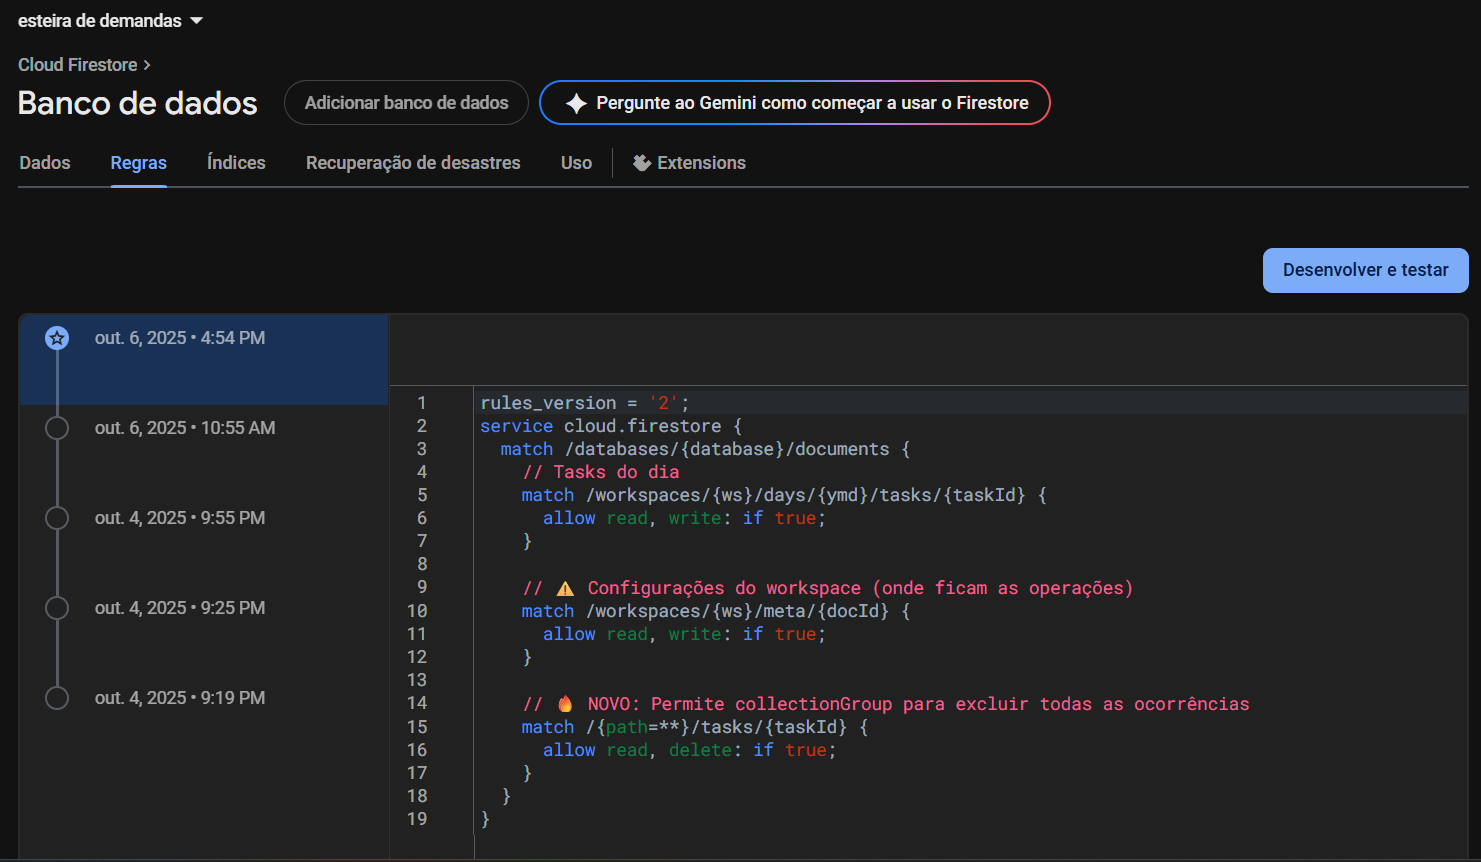 esteira de demandas
Cloud Firestore >
Banco de dados
Adicionar banco de dados
Pergunte ao Gemini como começar a usar o Firestore
Dados
Regras
Índices
Recuperação de desastres
Uso
Extensions
Desenvolver e testar
out. 6, 2025 • 4:54 PM
out. 6, 2025 • 10:55 AM
out. 4, 2025 • 9:55 PM
out. 4, 2025 • 9:25 PM
out. 4, 2025 • 9:19 PM
1 rules_version = '2';
2 service cloud.firestore {
3   match /databases/{database}/documents {
4     // Tasks do dia
5     match /workspaces/{ws}/days/{ymd}/tasks/{taskId} {
6       allow read, write: if true;
7     }
8
9     // ⚠️ Configurações do workspace (onde ficam as operações)
10     match /workspaces/{ws}/meta/{docId} {
11       allow read, write: if true;
12     }
13
14     // 🔥 NOVO: Permite collectionGroup para excluir todas as ocorrências
15     match /{path=**}/tasks/{taskId} {
16       allow read, delete: if true;
17     }
18   }
19 }